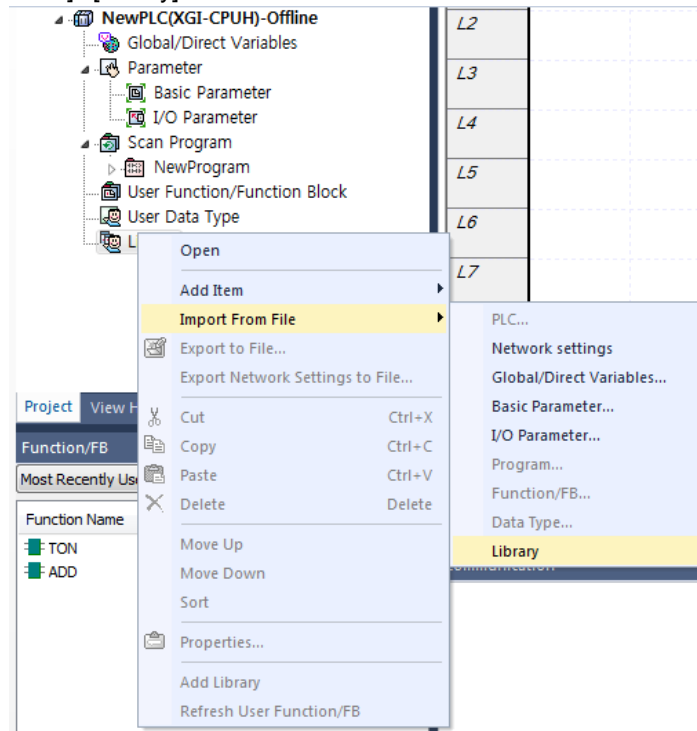 NewPLC(XGI-CPUH)-Offline
Global/Direct Variables
Parameter
Basic Parameter
I/O Parameter
Scan Program
NewProgram
User Function/Function Block
User Data Type
L
L2
L3
L4
L5
L6
L7
Open
Add Item
Import From File
Export to File...
Export Network Settings to File...
Cut Ctrl+X
Copy Ctrl+C
Paste Ctrl+V
Delete Delete
Move Up
Move Down
Sort
Properties...
Add Library
Refresh User Function/FB
PLC...
Network settings
Global/Direct Variables...
Basic Parameter...
I/O Parameter...
Program...
Function/FB...
Data Type...
Library
Project View H
Function/FB
Most Recently Us
Function Name
TON
ADD